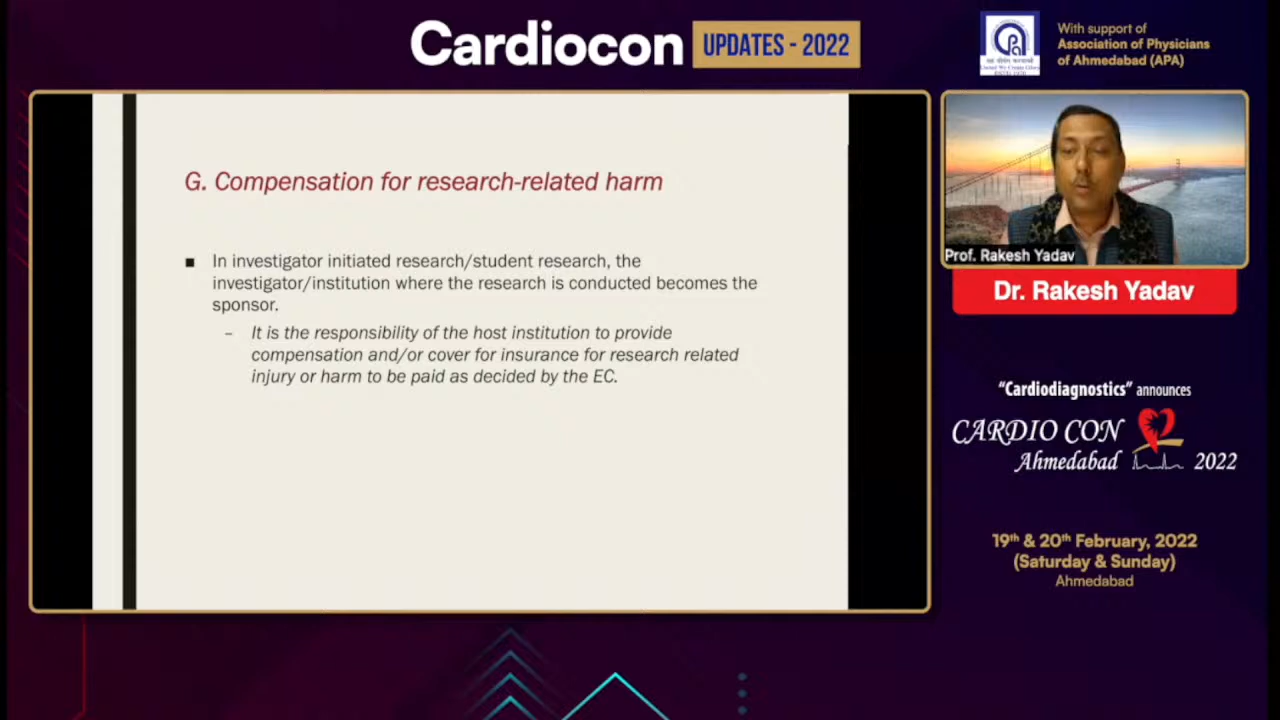 Cardiocon UPDATES - 2022
With support of
Association of Physicians
of Ahmedabad (APA)
G. Compensation for research-related harm
■ In investigator initiated research/student research, the
investigator/institution where the research is conducted becomes the
sponsor.
– It is the responsibility of the host institution to provide
compensation and/or cover for insurance for research related
injury or harm to be paid as decided by the EC.
Prof. Rakesh Yadav
Dr. Rakesh Yadav
“Cardiodiagnostics” announces
CARDIO CON
Ahmedabad 2022
19th & 20th February, 2022
(Saturday & Sunday)
Ahmedabad